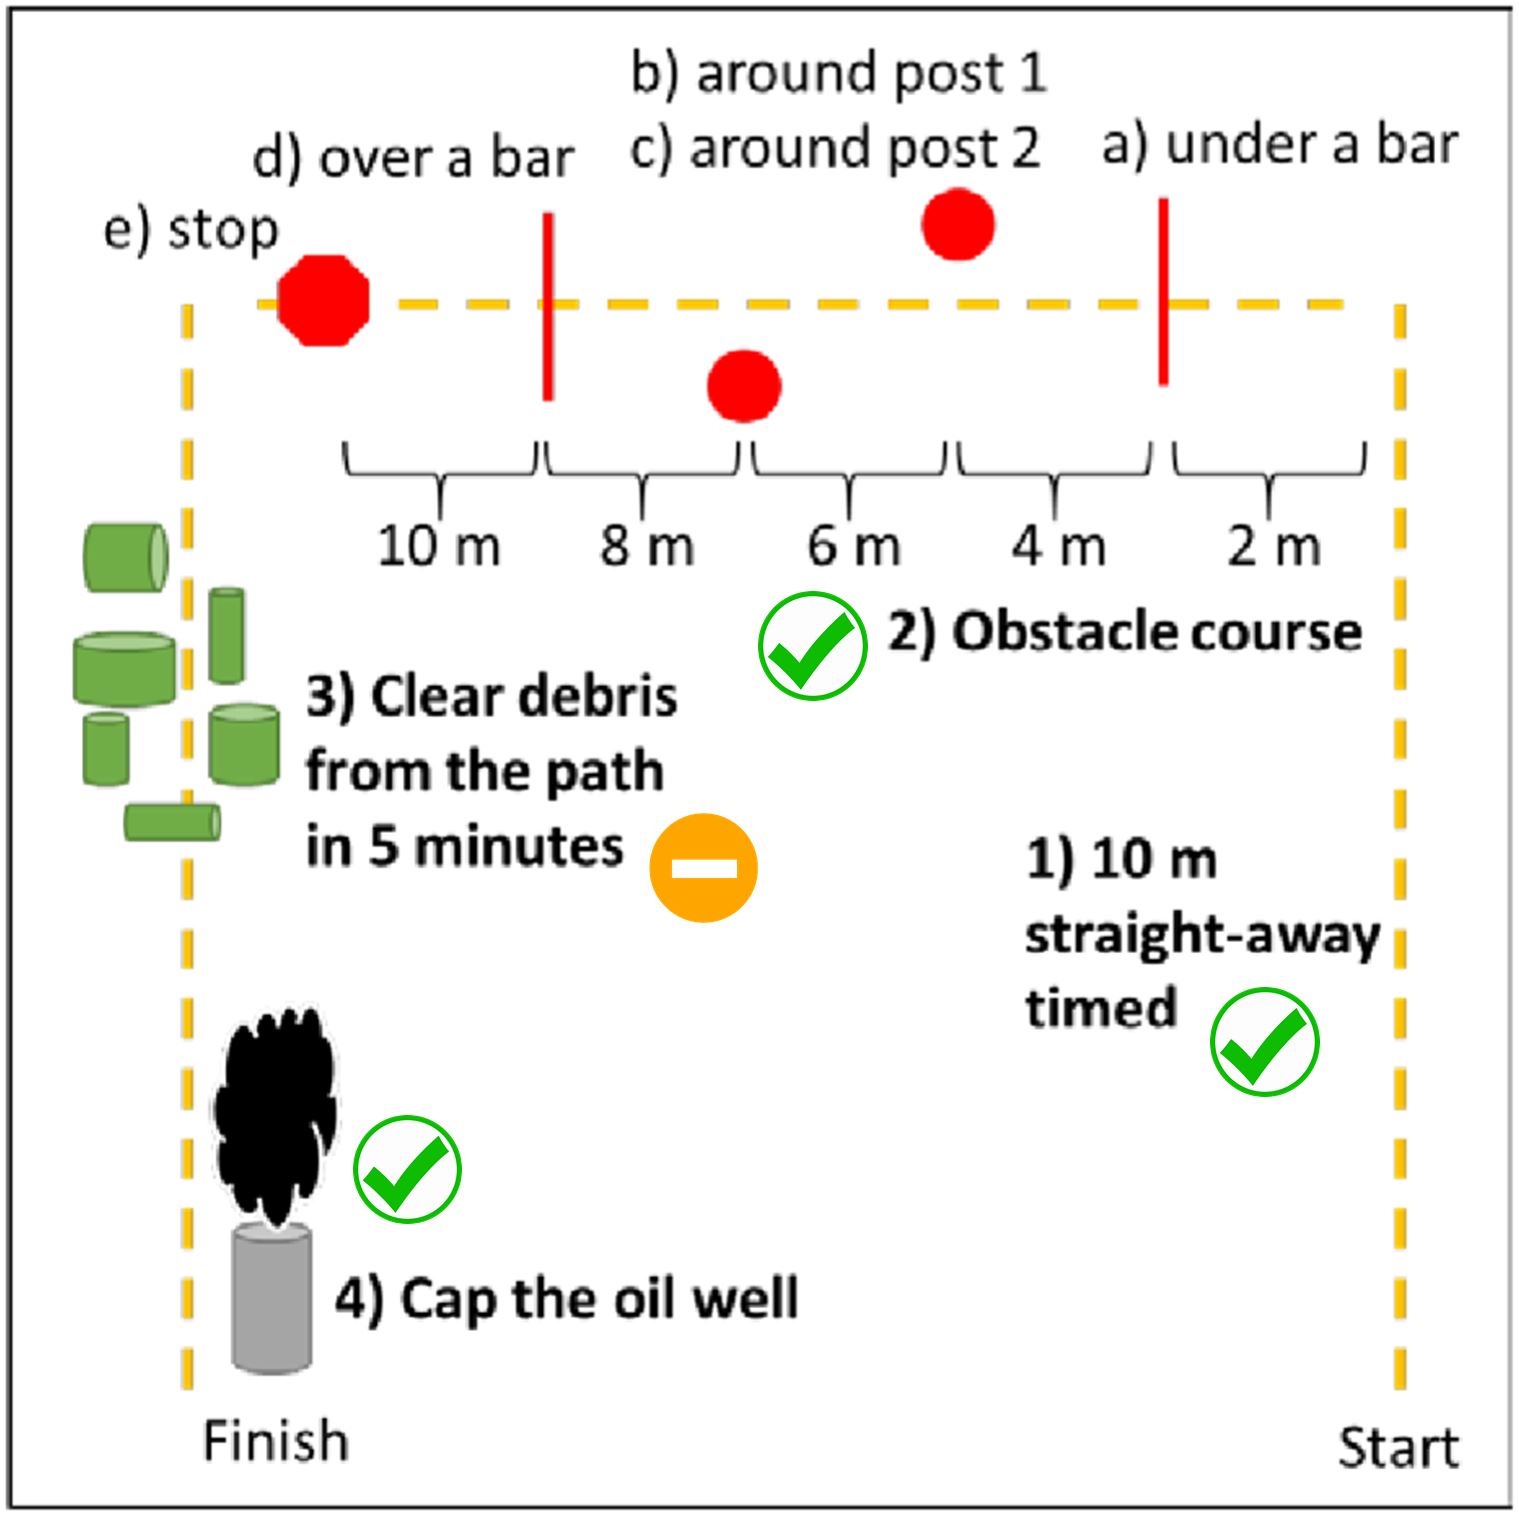 b) around post 1
d) over a bar
c) around post 2
a) under a bar
e) stop
10 m
8 m
6 m
4 m
2 m
2) Obstacle course
3) Clear debris
from the path
in 5 minutes
1) 10 m
straight-away
timed
4) Cap the oil well
Finish
Start